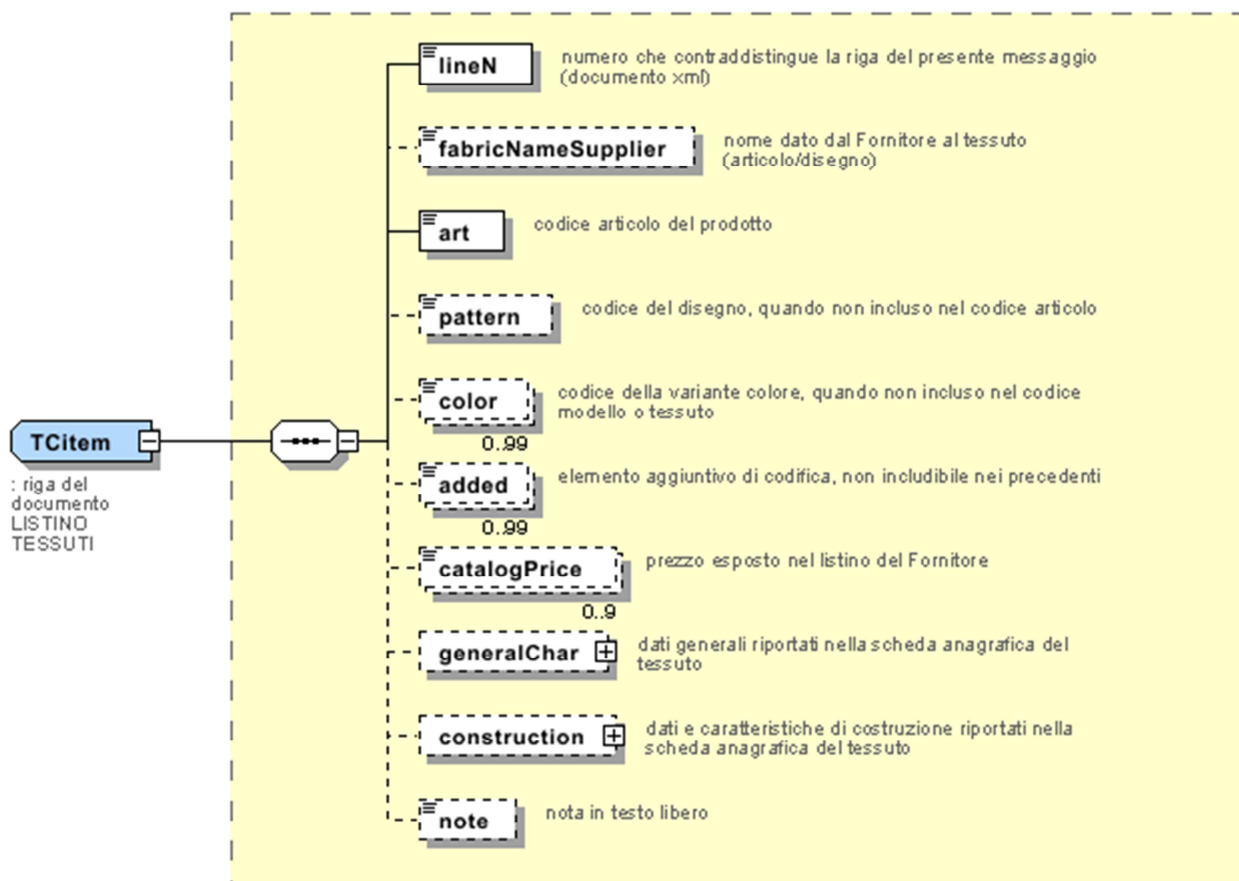 lineN
numero che contraddistingue la riga del presente messaggio
(documento xml)
fabricNameSupplier
nome dato dal Fornitore al tessuto
(articolo/disegno)
art
codice articolo del prodotto
pattern
codice del disegno, quando non incluso nel codice articolo
color
codice della variante colore, quando non incluso nel codice
modello o tessuto
0..99
TCitem
: riga del
documento
LISTINO
TESSUTI
added
elemento aggiuntivo di codifica, non includibile nei precedenti
0..99
catalogPrice
prezzo esposto nel listino del Fornitore
0..9
generalChar
dati generali riportati nella scheda anagrafica del
tessuto
construction
dati e caratteristiche di costruzione riportati nella
scheda anagrafica del tessuto
note
nota in testo libero